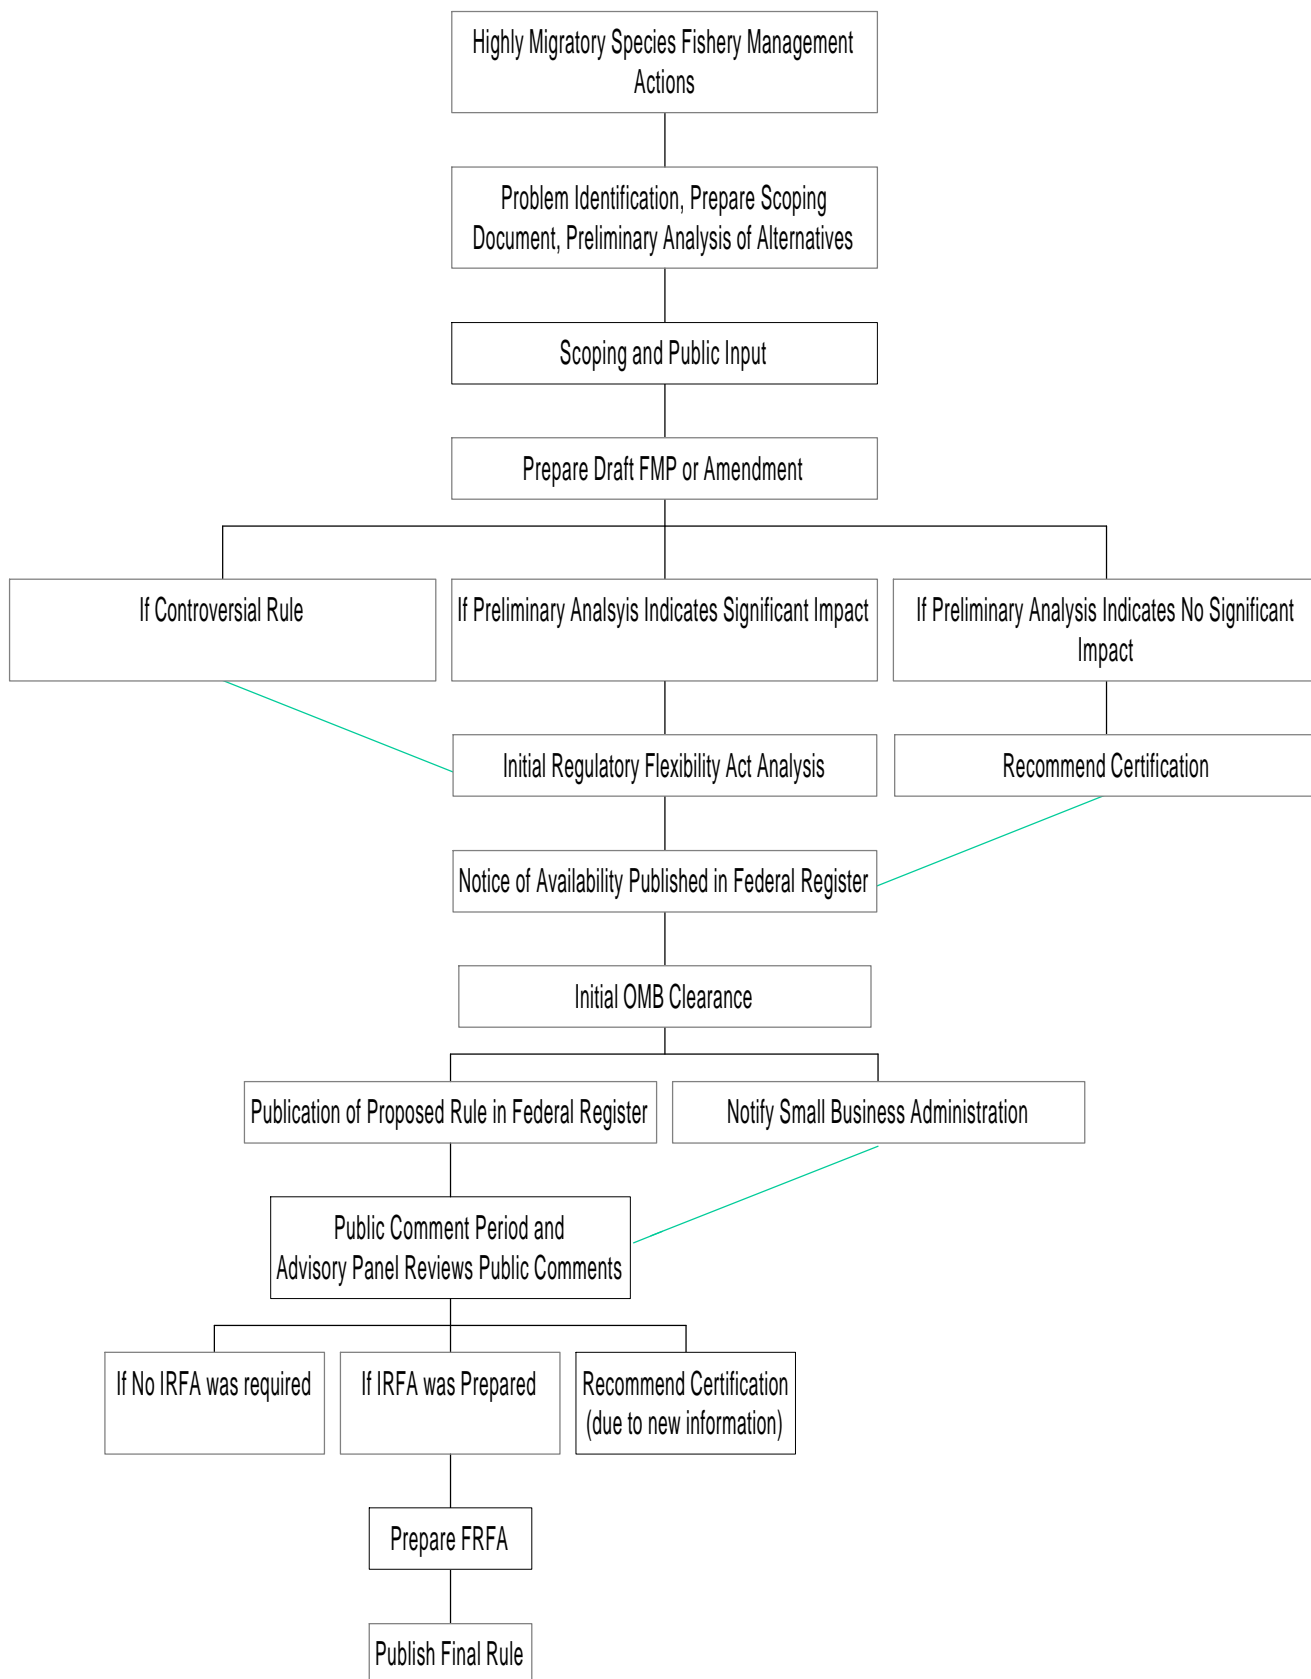 Highly Migratory Species Fishery Management
Actions
Problem Identification, Prepare Scoping
Document, Preliminary Analysis of Alternatives
Scoping and Public Input
Prepare Draft FMP or Amendment
If Controversial Rule
If Preliminary Analsyis Indicates Significant Impact
If Preliminary Analysis Indicates No Significant
Impact
Initial Regulatory Flexibility Act Analysis
Recommend Certification
Notice of Availability Published in Federal Register
Initial OMB Clearance
Publication of Proposed Rule in Federal Register
Notify Small Business Administration
Public Comment Period and
Advisory Panel Reviews Public Comments
If No IRFA was required
If IRFA was Prepared
Recommend Certification
(due to new information)
Prepare FRFA
Publish Final Rule